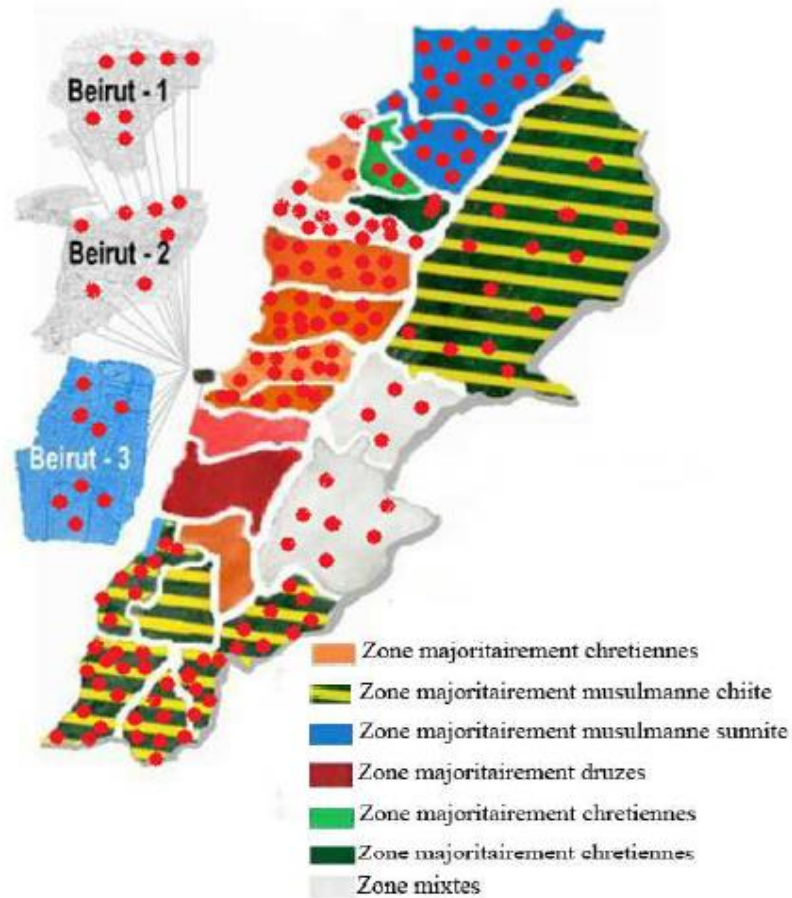 Beirut - 1
Beirut - 2
Beirut - 3
Zone majoritairement chretiennes
Zone majoritairement musulmanne chiite
Zone majoritairement musulmanne sunnite
Zone majoritairement druzes
Zone majoritairement chretiennes
Zone majoritairement chretiennes
Zone mixtes